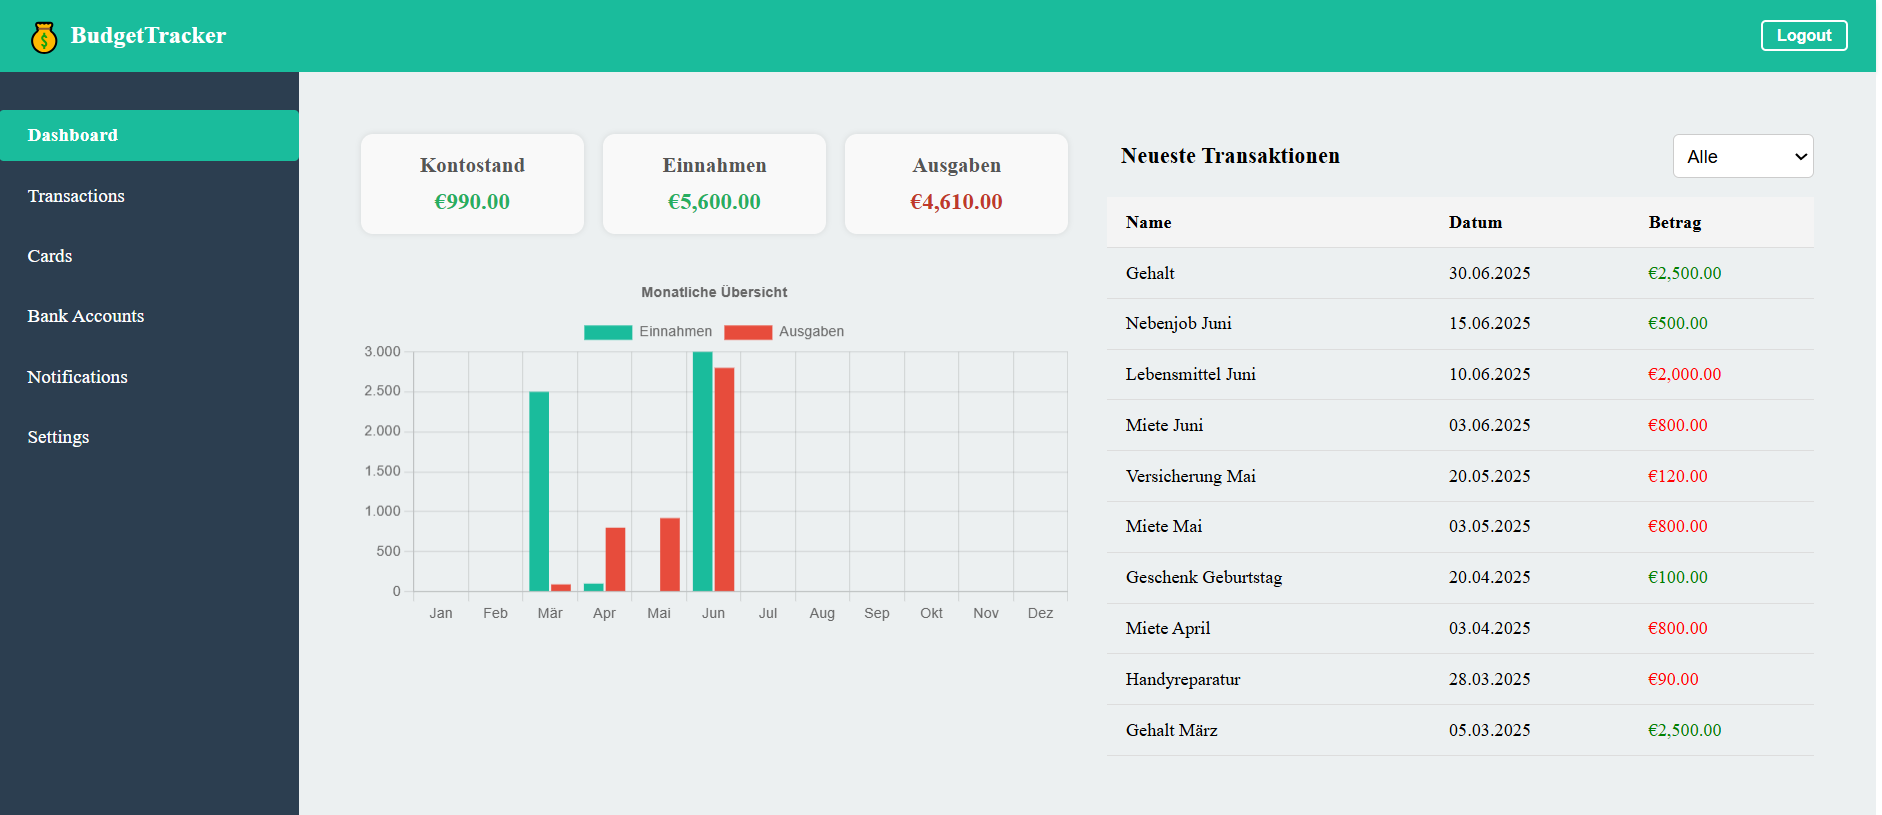 BudgetTracker
Logout
Dashboard
Transactions
Cards
Bank Accounts
Notifications
Settings
Kontostand
€990.00
Einnahmen
€5,600.00
Ausgaben
€4,610.00
Monatliche Übersicht
Einnahmen Ausgaben
3.000
2.500
2.000
1.500
1.000
500
0
Jan Feb Mär Apr Mai Jun Jul Aug Sep Okt Nov Dez
Neueste Transaktionen
Alle
Name Datum Betrag
Gehalt 30.06.2025 €2,500.00
Nebenjob Juni 15.06.2025 €500.00
Lebensmittel Juni 10.06.2025 €2,000.00
Miete Juni 03.06.2025 €800.00
Versicherung Mai 20.05.2025 €120.00
Miete Mai 03.05.2025 €800.00
Geschenk Geburtstag 20.04.2025 €100.00
Miete April 03.04.2025 €800.00
Handyreparatur 28.03.2025 €90.00
Gehalt März 05.03.2025 €2,500.00